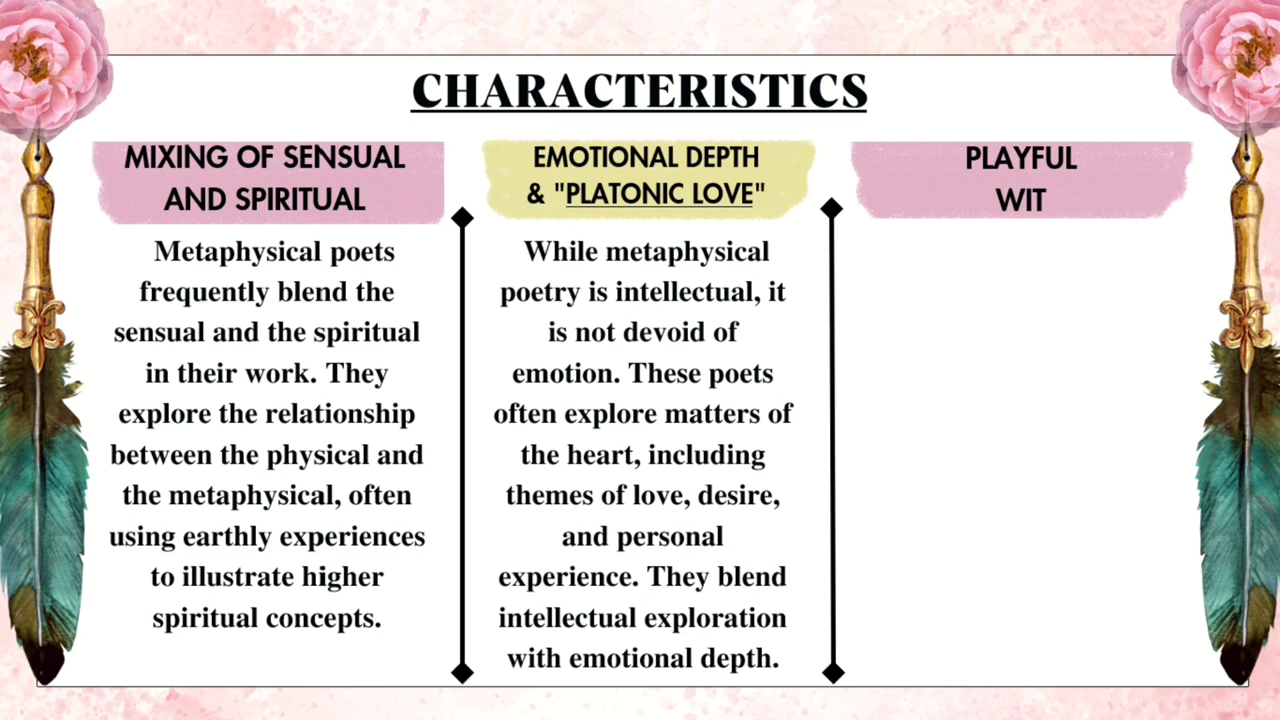 CHARACTERISTICS
MIXING OF SENSUAL
AND SPIRITUAL
Metaphysical poets
frequently blend the
sensual and the spiritual
in their work. They
explore the relationship
between the physical and
the metaphysical, often
using earthly experiences
to illustrate higher
spiritual concepts.
EMOTIONAL DEPTH
& "PLATONIC LOVE"
While metaphysical
poetry is intellectual, it
is not devoid of
emotion. These poets
often explore matters of
the heart, including
themes of love, desire,
and personal
experience. They blend
intellectual exploration
with emotional depth.
PLAYFUL
WIT